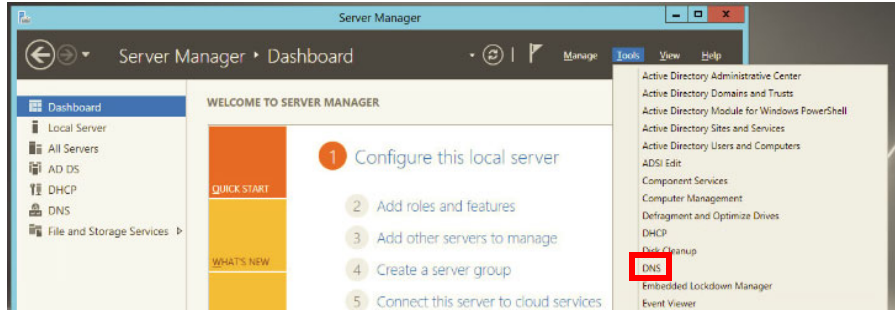 Server Manager
Server Manager • Dashboard
Manage
Tools
View
Help
Dashboard
Local Server
All Servers
AD DS
DHCP
DNS
File and Storage Services
WELCOME TO SERVER MANAGER
QUICK START
WHAT'S NEW
1 Configure this local server
2 Add roles and features
3 Add other servers to manage
4 Create a server group
5 Connect this server to cloud services
Active Directory Administrative Center
Active Directory Domains and Trusts
Active Directory Module for Windows PowerShell
Active Directory Sites and Services
Active Directory Users and Computers
ADSI Edit
Component Services
Computer Management
Defragment and Optimize Drives
DHCP
Disk Cleanup
DNS
Embedded Lockdown Manager
Event Viewer